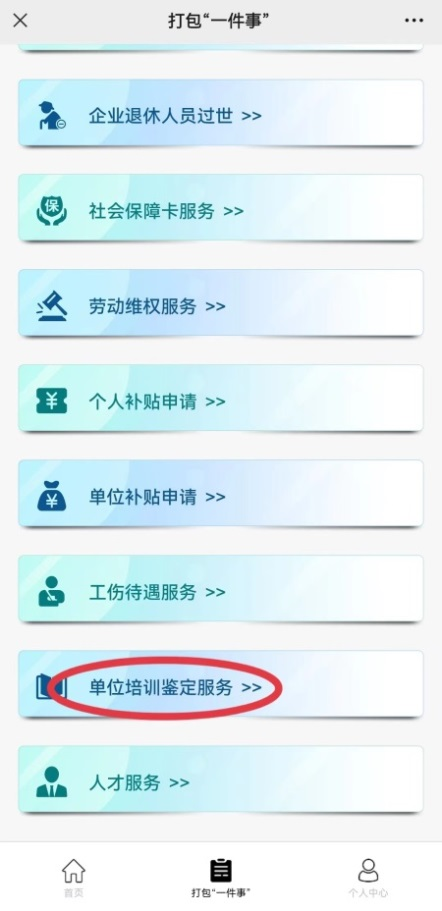 打包“一件事”
企业退休人员过世 >>
保
社会保障卡服务 >>
劳动维权服务 >>
¥
个人补贴申请 >>
¥
单位补贴申请 >>
工伤待遇服务 >>
单位培训鉴定服务 >>
人才服务 >>
首页
打包“一件事”
个人中心